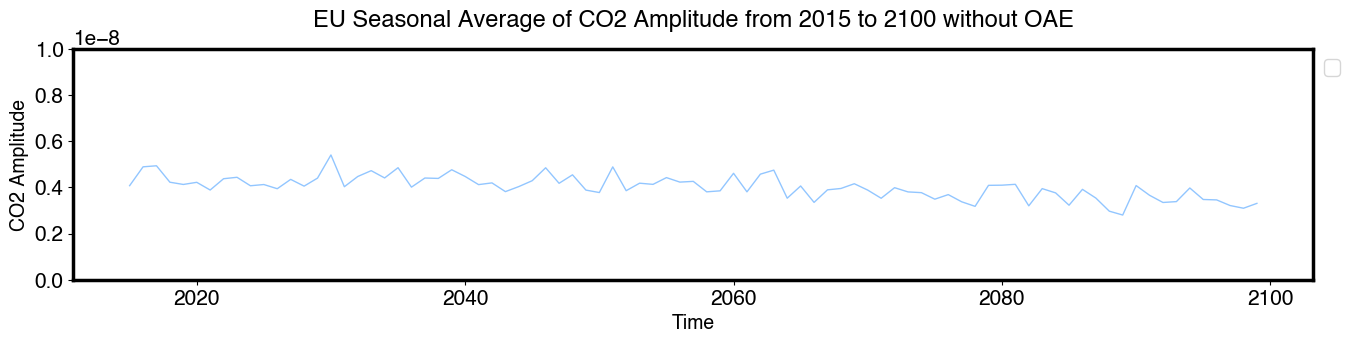 EU Seasonal Average of CO2 Amplitude from 2015 to 2100 without OAE
1e−8
1.0
0.8
0.6
0.4
0.2
0.0
CO2 Amplitude
2020 2040 2060 2080 2100
Time